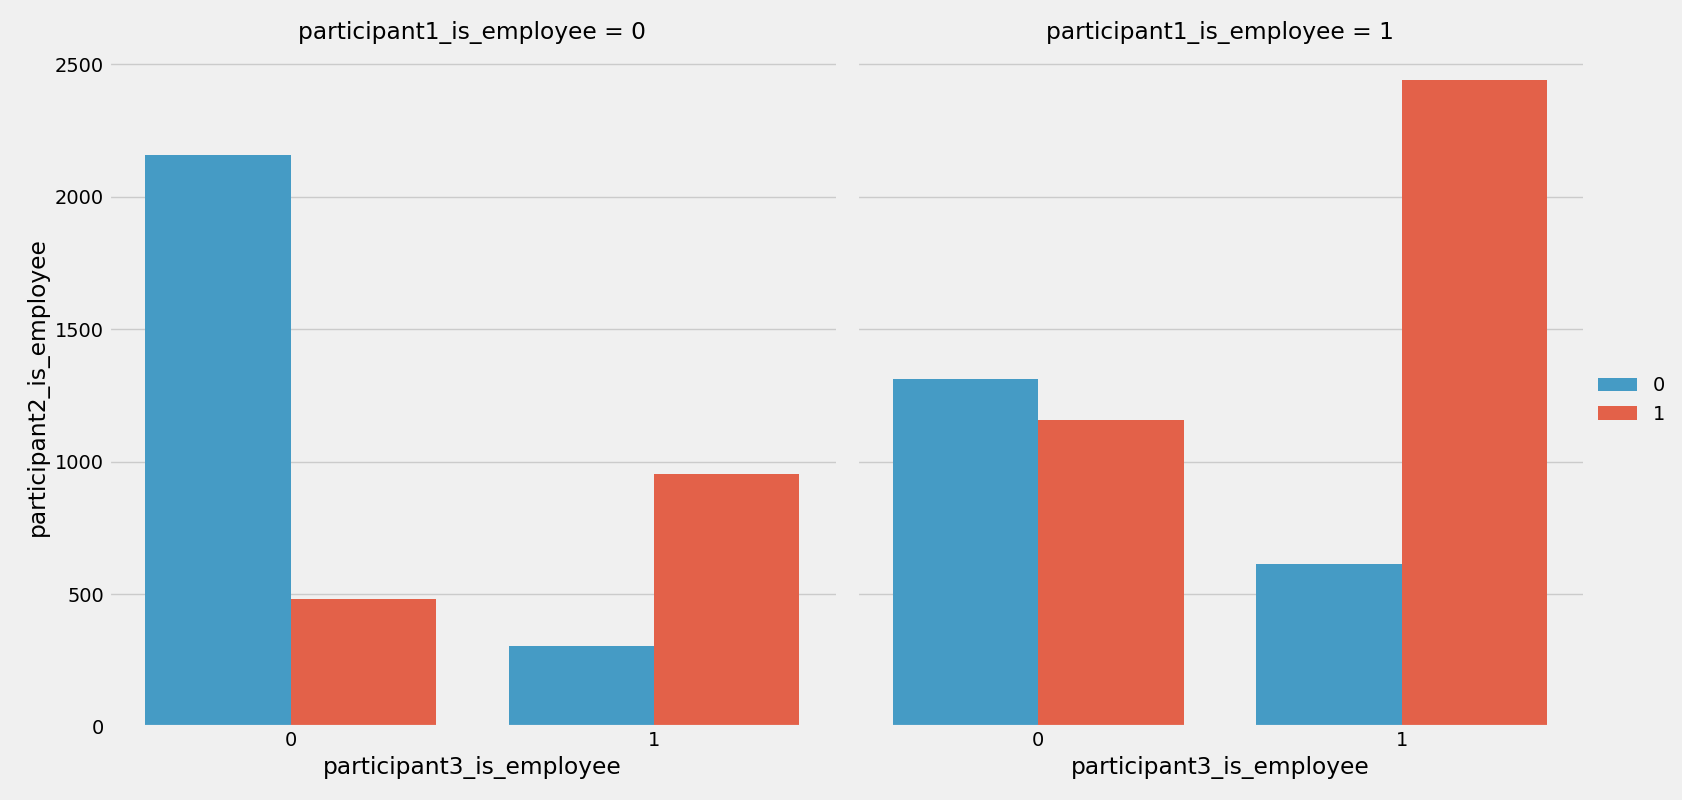 participant1_is_employee = 0
participant1_is_employee = 1
2500
2000
1500
1000
500
0
participant2_is_employee
0
1
0
1
participant3_is_employee
participant3_is_employee
0
1